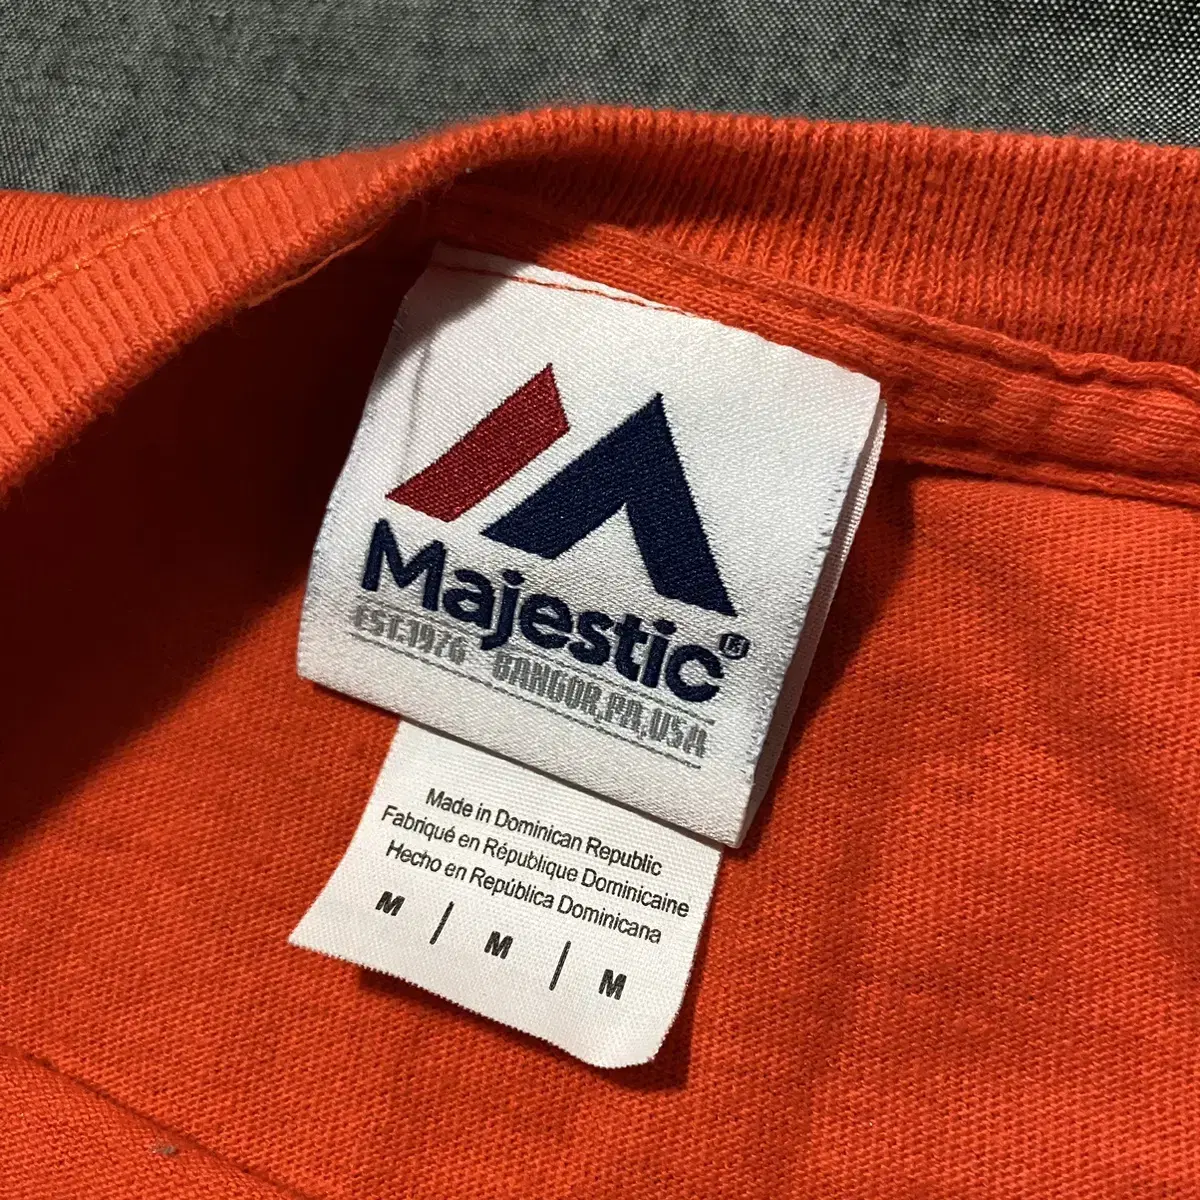 Majestic®
EST.1976 BANGOR,PA,USA
Made in Dominican Republic
Fabriqué en République Dominicaine
Hecho en República Dominicana
M / M / M